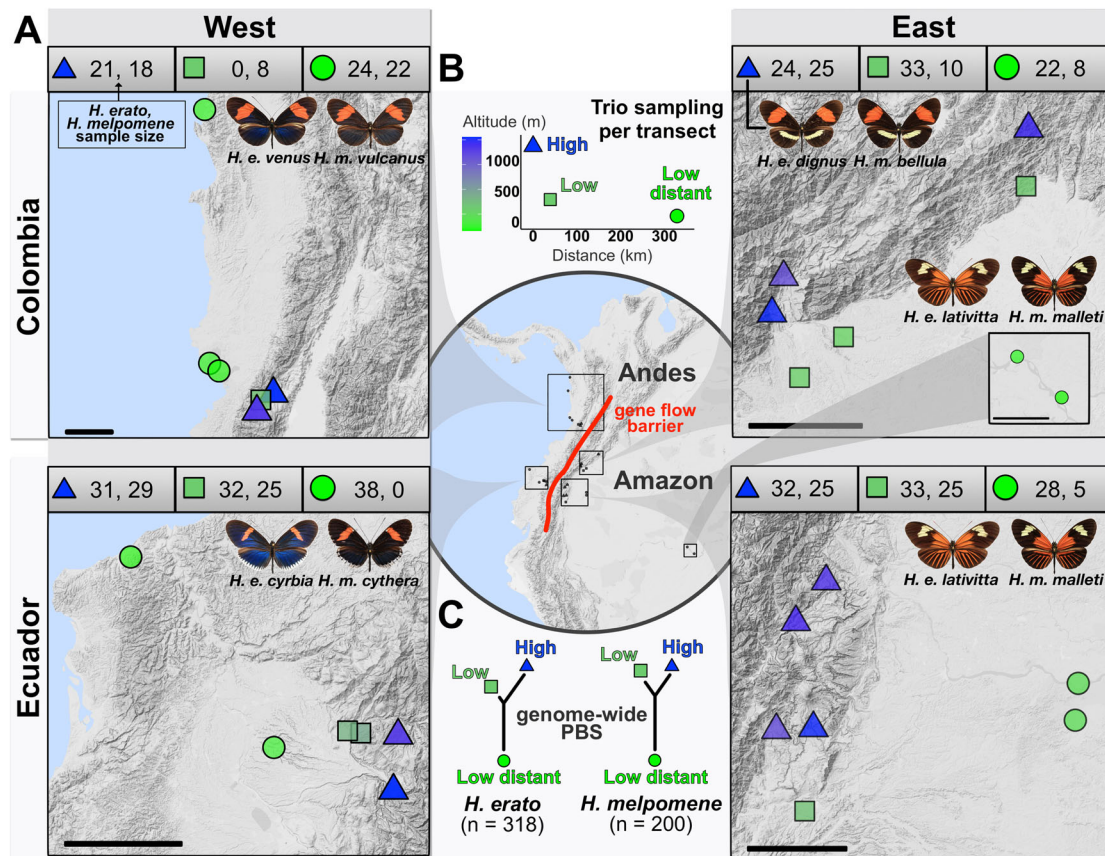 A
West
East
Colombia
Ecuador
21, 18
0, 8
24, 22
H. erato,
H. melpomene
sample size
H. e. venus
H. m. vulcanus
B
Trio sampling
per transect
Altitude (m)
1000
500
0
High
Low
Low
distant
0
100
200
300
Distance (km)
24, 25
33, 10
22, 8
H. e. dignus
H. m. bellula
H. e. lativitta
H. m. malleti
Andes
gene flow
barrier
Amazon
31, 29
32, 25
38, 0
H. e. cyrbia
H. m. cythera
C
High
Low
High
Low
genome-wide
PBS
Low distant
Low distant
H. erato
(n = 318)
H. melpomene
(n = 200)
32, 25
33, 25
28, 5
H. e. lativitta
H. m. malleti